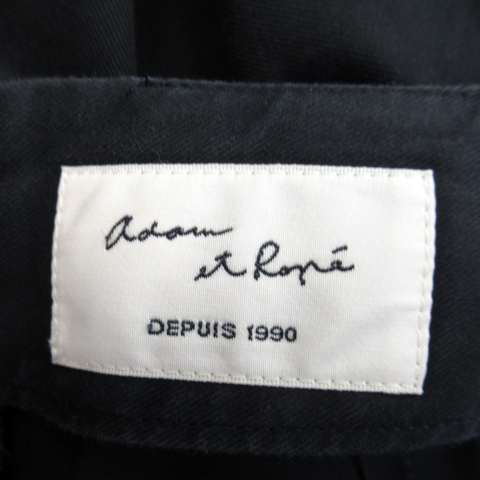 Adam
et Ropé
DEPUIS 1990